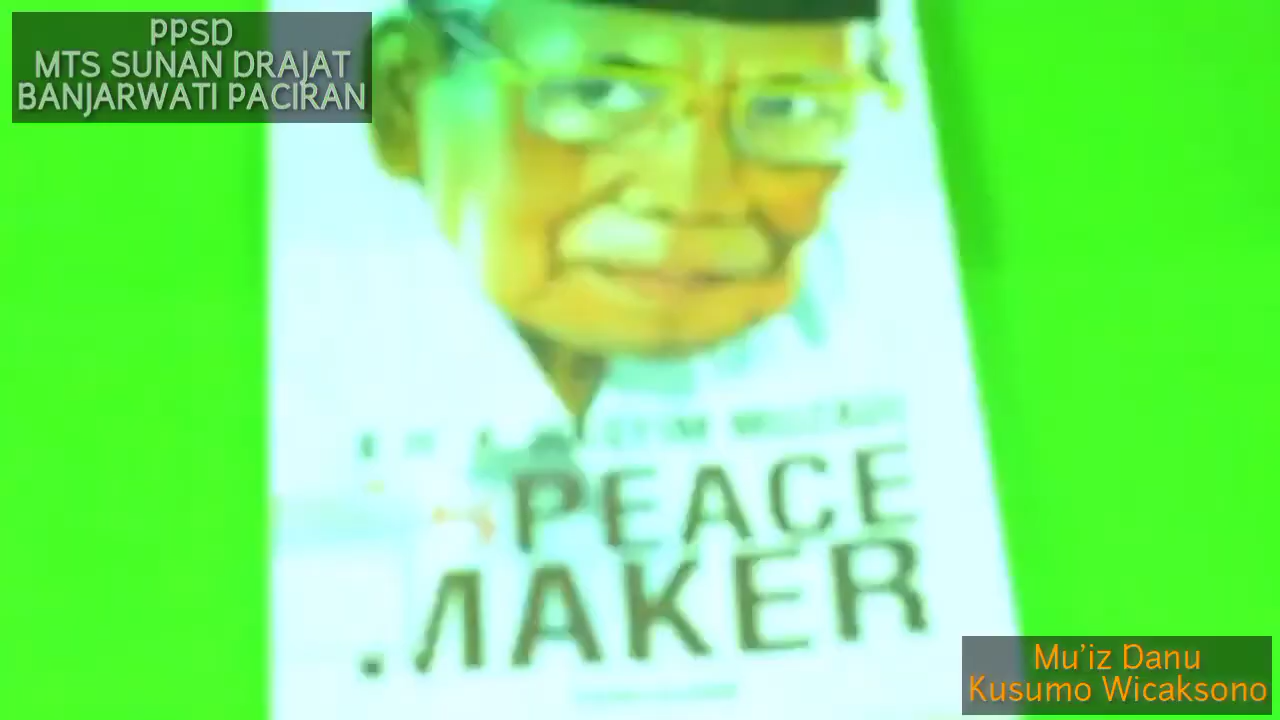 PPSD
MTS SUNAN DRAJAT
BANJARWATI PACIRAN
PEACE
MAKER
Mu'iz Danu
Kusumo Wicaksono